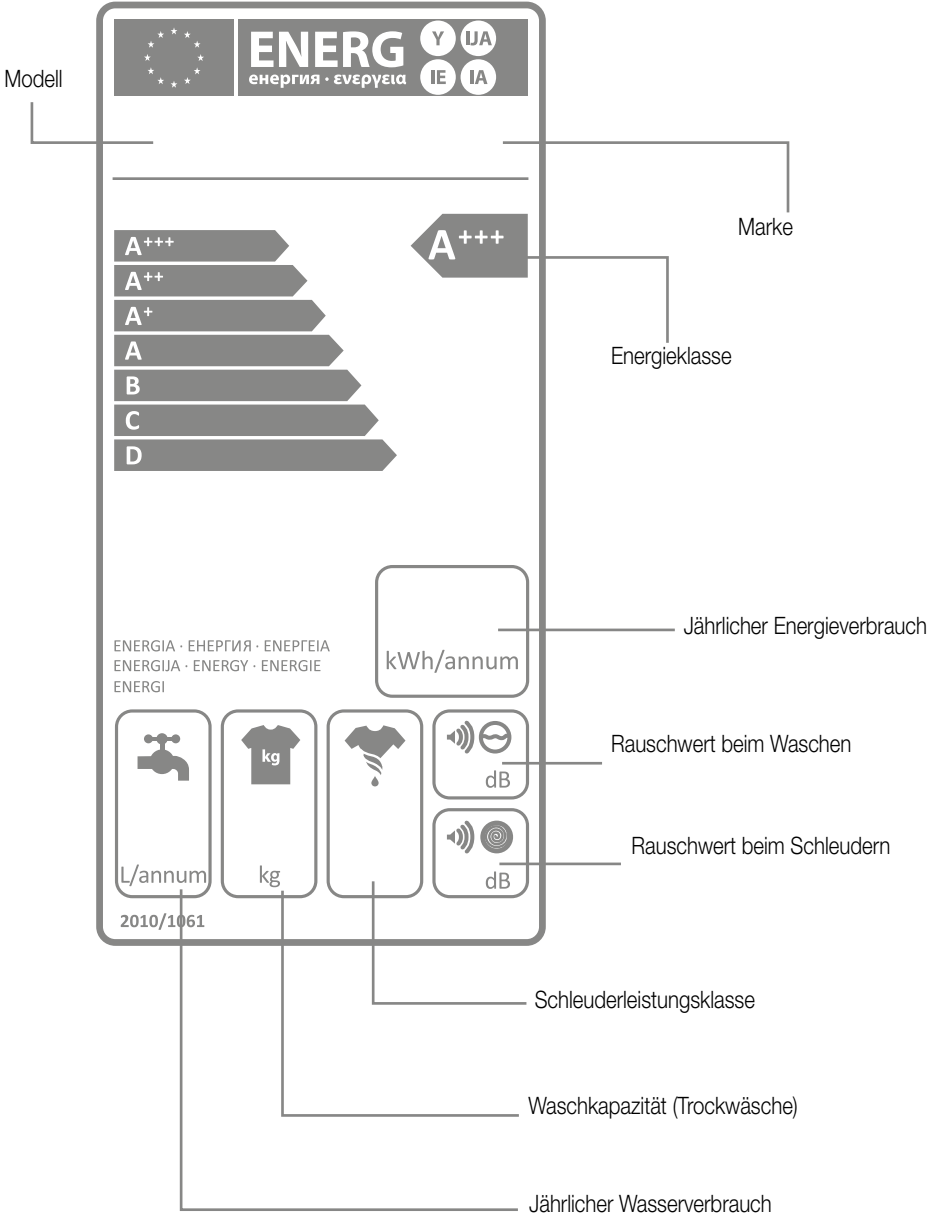 ENERG Y IJA
енергия · ενεργεια IE IA
Modell
Marke
A+++
A+++
A++
A+
A
B
C
D
Energieklasse
Jährlicher Energieverbrauch
kWh/annum
ENERGIA · ЕНЕРГИЯ · ΕΝΕΡΓΕΙΑ
ENERGIJA · ENERGY · ENERGIE
ENERGI
kg
Rauschwert beim Waschen
dB
Rauschwert beim Schleudern
dB
L/annum
kg
2010/1061
Schleuderleistungsklasse
Waschkapazität (Trockwäsche)
Jährlicher Wasserverbrauch